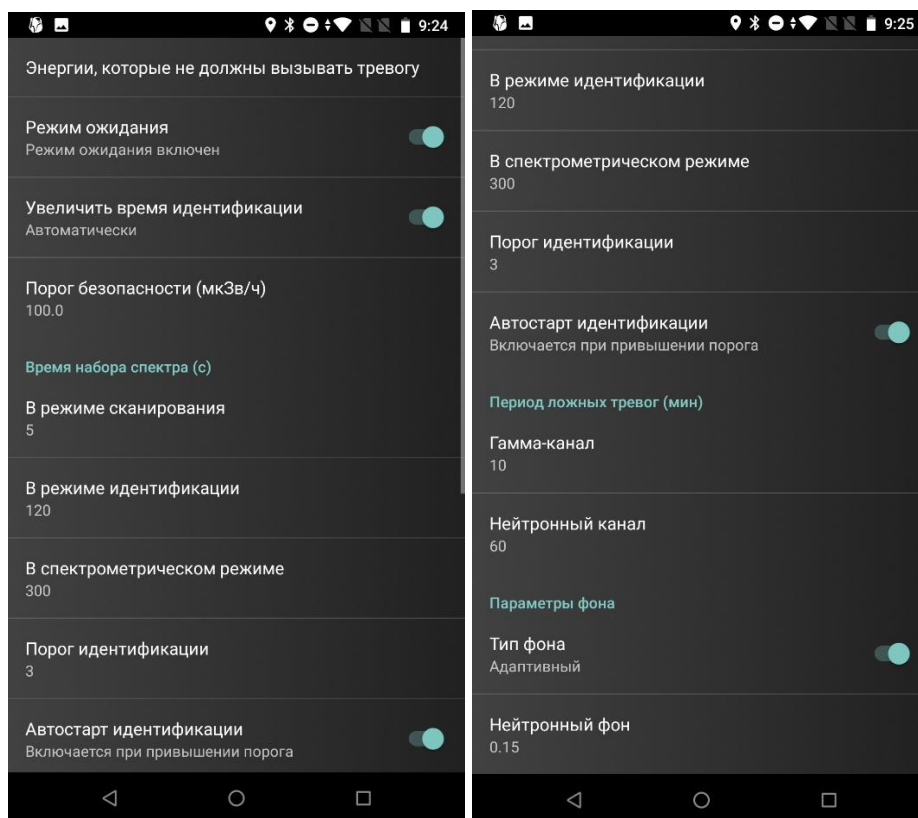 9:24
Энергии, которые не должны вызывать тревогу
Режим ожидания
Режим ожидания включен
Увеличить время идентификации
Автоматически
Порог безопасности (мкЗв/ч)
100.0
Время набора спектра (с)
В режиме сканирования
5
В режиме идентификации
120
В спектрометрическом режиме
300
Порог идентификации
3
Автостарт идентификации
Включается при привышении порога
9:25
В режиме идентификации
120
В спектрометрическом режиме
300
Порог идентификации
3
Автостарт идентификации
Включается при привышении порога
Период ложных тревог (мин)
Гамма-канал
10
Нейтронный канал
60
Параметры фона
Тип фона
Адаптивный
Нейтронный фон
0.15